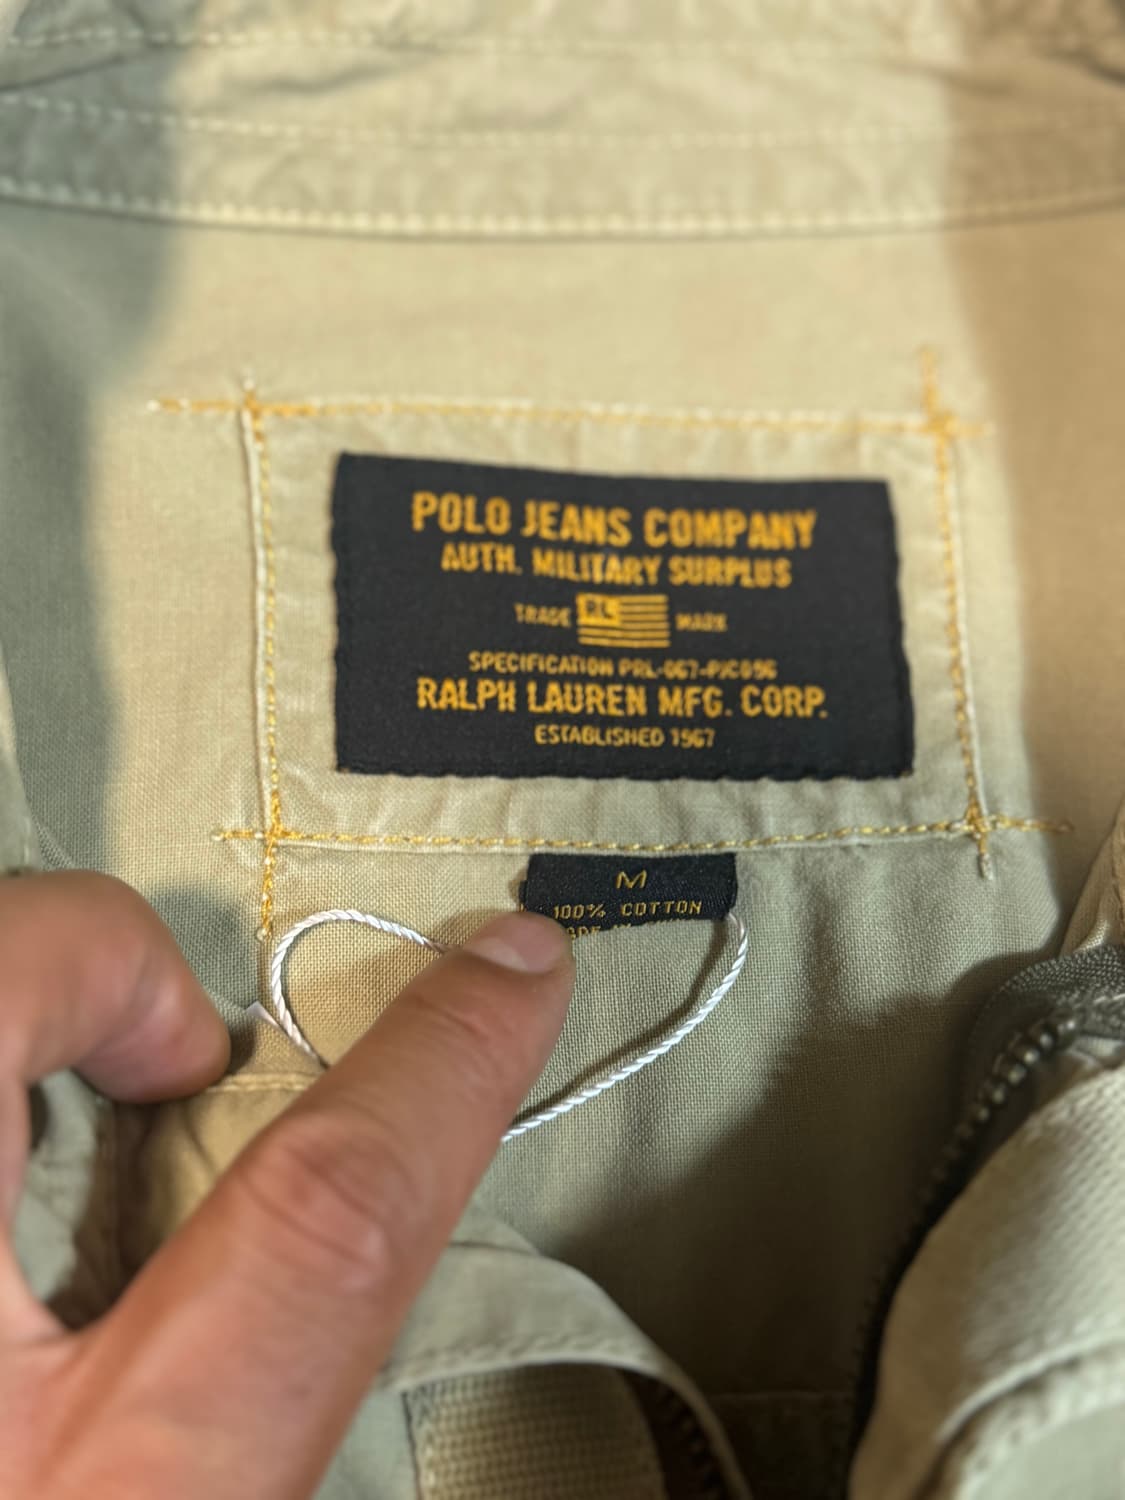 POLO JEANS COMPANY
AUTH. MILITARY SURPLUS
TRADE RL MARK
SPECIFICATION PRL-067-PJC096
RALPH LAUREN MFG. CORP.
ESTABLISHED 1967
M
100% COTTON